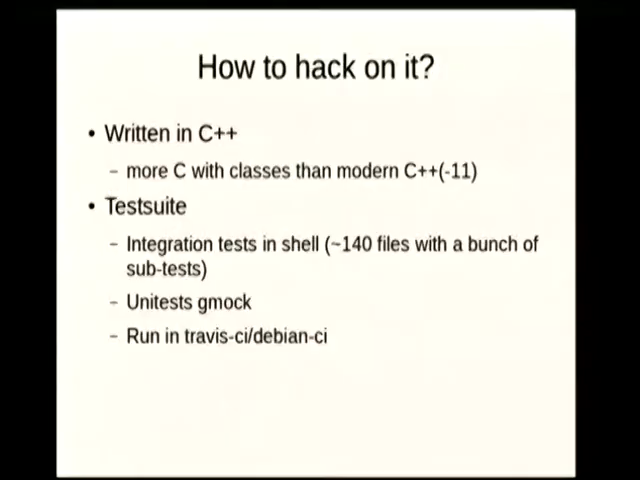 How to hack on it?
• Written in C++
– more C with classes than modern C++(-11)
• Testsuite
– Integration tests in shell (~140 files with a bunch of
sub-tests)
– Unitests gmock
– Run in travis-ci/debian-ci